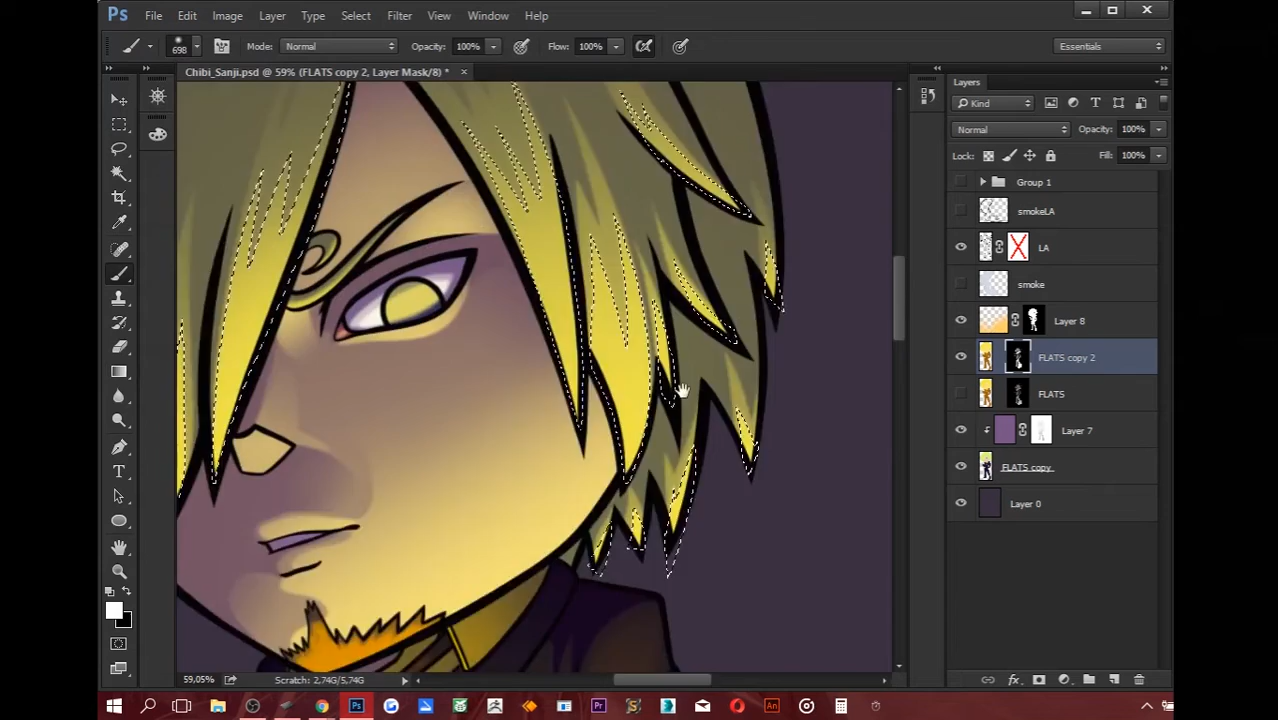 Ps File Edit Image Layer Type Select Filter View Window Help
698 Mode: Normal Opacity: 100% Flow: 100% Essentials
Chibi_Sanji.psd @ 59% (FLATS copy 2, Layer Mask/8) * ×
Layers
Kind
Normal Opacity: 100%
Lock: Fill: 100%
Group 1
smokeLA
LA
smoke
Layer 8
FLATS copy 2
FLATS
Layer 7
FLATS copy
Layer 0
59,05% Scratch: 2,74G/5,74G
Ps Pr S An